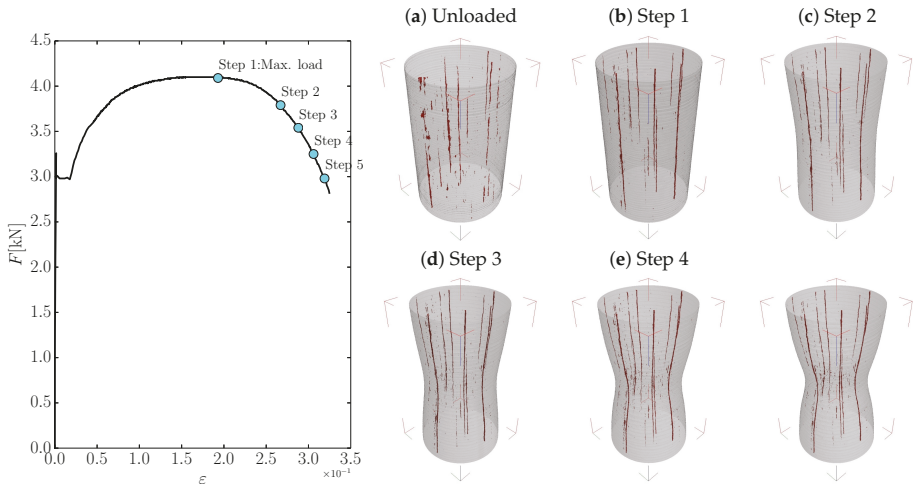 (a) Unloaded
(b) Step 1
(c) Step 2
4.5
4.0
3.5
3.0
2.5
2.0
1.5
1.0
0.5
0.0
F[kN]
Step 1:Max. load
Step 2
Step 3
Step 4
Step 5
0.0
0.5
1.0
1.5
2.0
2.5
3.0
3.5
×10⁻¹
ε
(d) Step 3
(e) Step 4